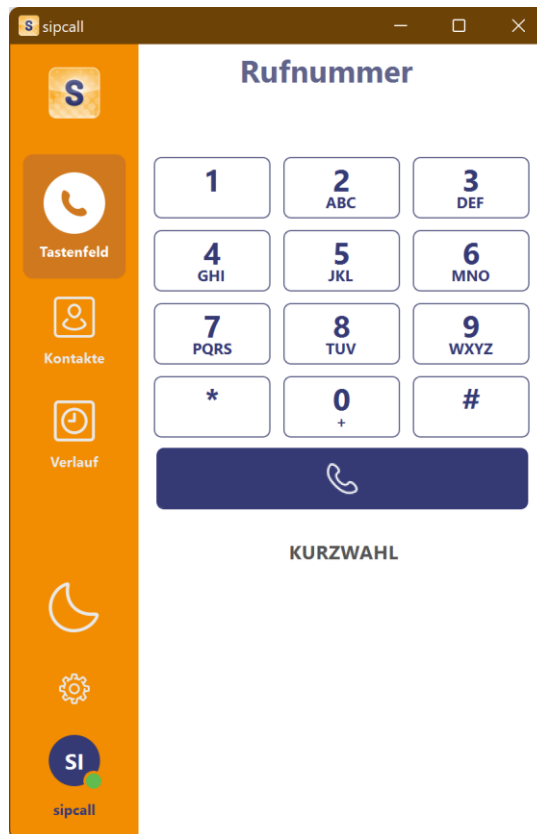 S sipcall
S
Rufnummer
1
2
ABC
3
DEF
Tastenfeld
4
GHI
5
JKL
6
MNO
7
PQRS
8
TUV
9
WXYZ
Kontakte
*
0
+
#
Verlauf
KURZWAHL
SI
sipcall